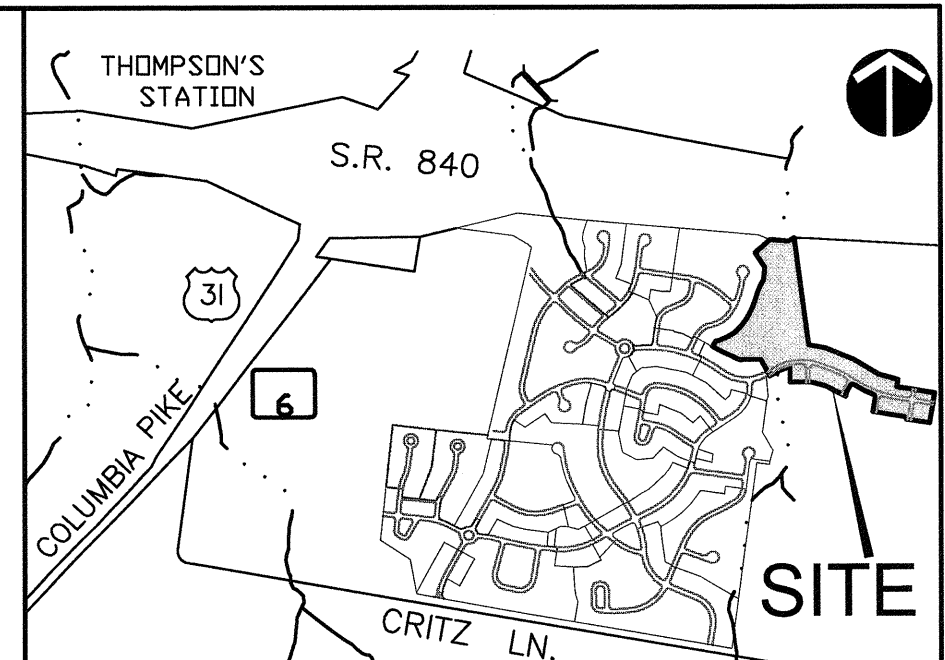 THOMPSON'S
STATION
S.R. 840
31
6
COLUMBIA PIKE
SITE
CRITZ LN.